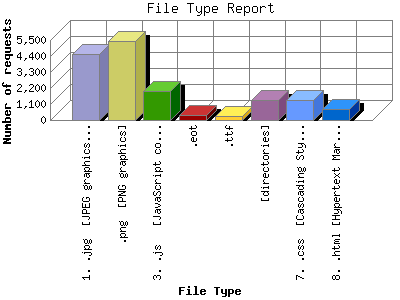 File Type Report
Number of requests
5,500
4,400
3,300
2,200
1,100
0
1. .jpg [JPEG graphics...
.png [PNG graphics]
3. .js [JavaScript co...
.eot
.ttf
[directories]
7. .css [Cascading Sty...
8. .html [Hypertext Mar...
File Type